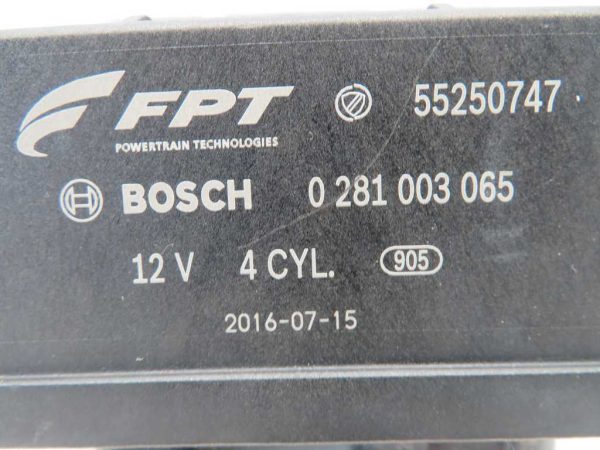 FPT 55250747
POWERTRAIN TECHNOLOGIES
BOSCH 0 281 003 065
12 V 4 CYL. 905
2016-07-15